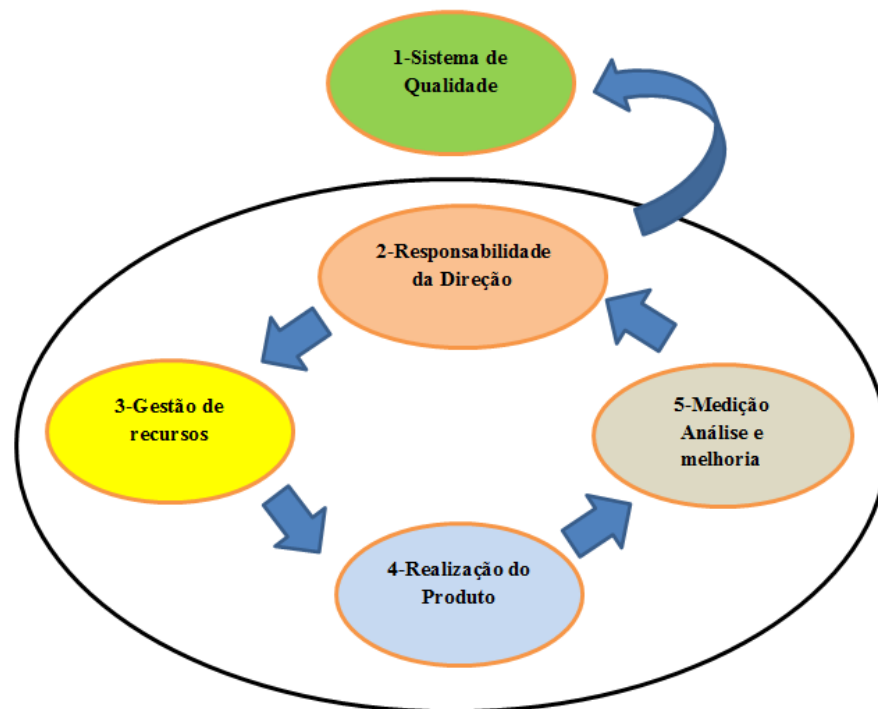 1-Sistema de
Qualidade
2-Responsabilidade
da Direção
3-Gestão de
recursos
4-Realização do
Produto
5-Medição
Análise e
melhoria